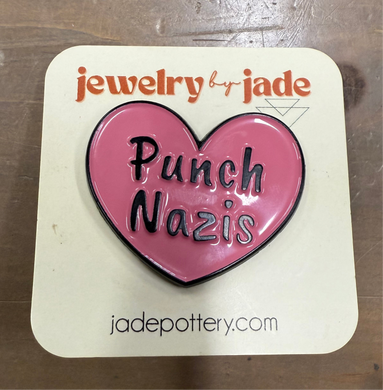 jewelry by jade
Punch
Nazis
jadepottery.com